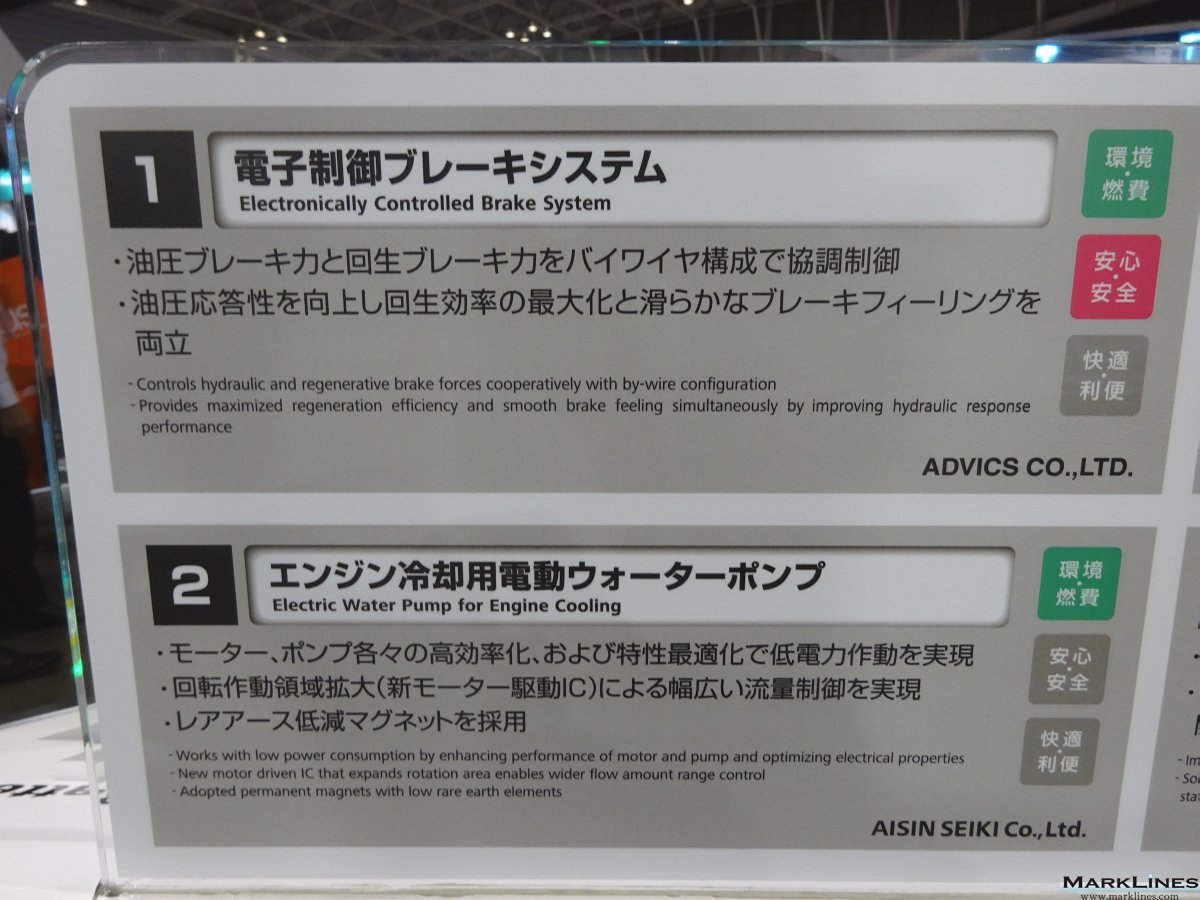 1
電子制御ブレーキシステム
Electronically Controlled Brake System
環境
・
燃費
安心
・
安全
快適
・
利便
・油圧ブレーキ力と回生ブレーキ力をバイワイヤ構成で協調制御
・油圧応答性を向上し回生効率の最大化と滑らかなブレーキフィーリングを
両立
- Controls hydraulic and regenerative brake forces cooperatively with by-wire configuration
- Provides maximized regeneration efficiency and smooth brake feeling simultaneously by improving hydraulic response
performance
ADVICS CO.,LTD.
2
エンジン冷却用電動ウォーターポンプ
Electric Water Pump for Engine Cooling
環境
・
燃費
安心
・
安全
快適
・
利便
・モーター、ポンプ各々の高効率化、および特性最適化で低電力作動を実現
・回転作動領域拡大(新モーター駆動IC)による幅広い流量制御を実現
・レアアース低減マグネットを採用
- Works with low power consumption by enhancing performance of motor and pump and optimizing electrical properties
- New motor driven IC that expands rotation area enables wider flow amount range control
- Adopted permanent magnets with low rare earth elements
AISIN SEIKI Co.,Ltd.
MARKLINES
www.marklines.com